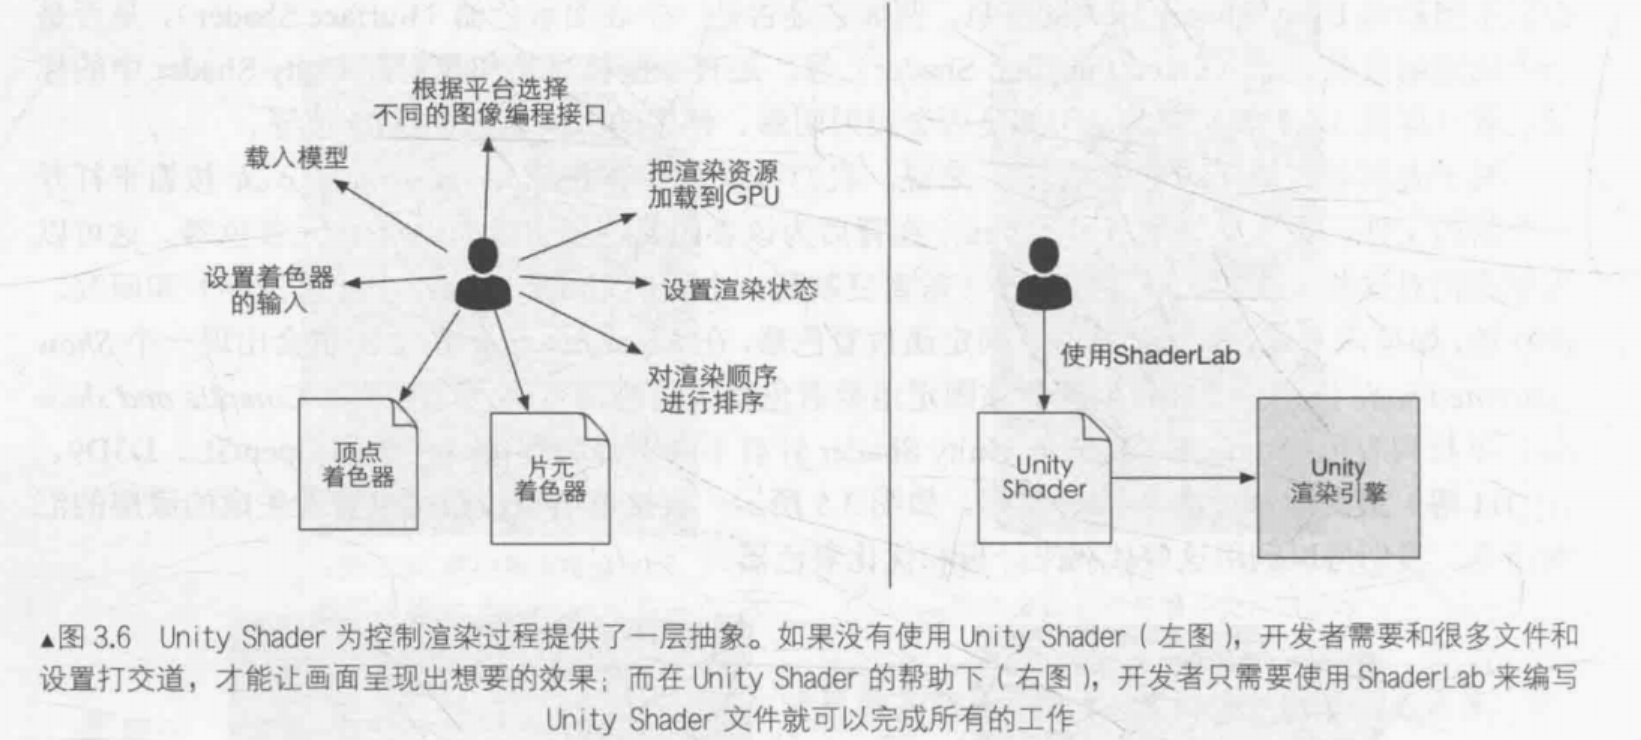 根据平台选择
不同的图像编程接口
载入模型
把渲染资源
加载到GPU
设置着色器
的输入
设置渲染状态
对渲染顺序
进行排序
顶点
着色器
片元
着色器
使用ShaderLab
Unity
Shader
Unity
渲染引擎
▲图 3.6 Unity Shader 为控制渲染过程提供了一层抽象。如果没有使用 Unity Shader（左图），开发者需要和很多文件和
设置打交道，才能让画面呈现出想要的效果；而在 Unity Shader 的帮助下（右图），开发者只需要使用 ShaderLab 来编写
Unity Shader 文件就可以完成所有的工作